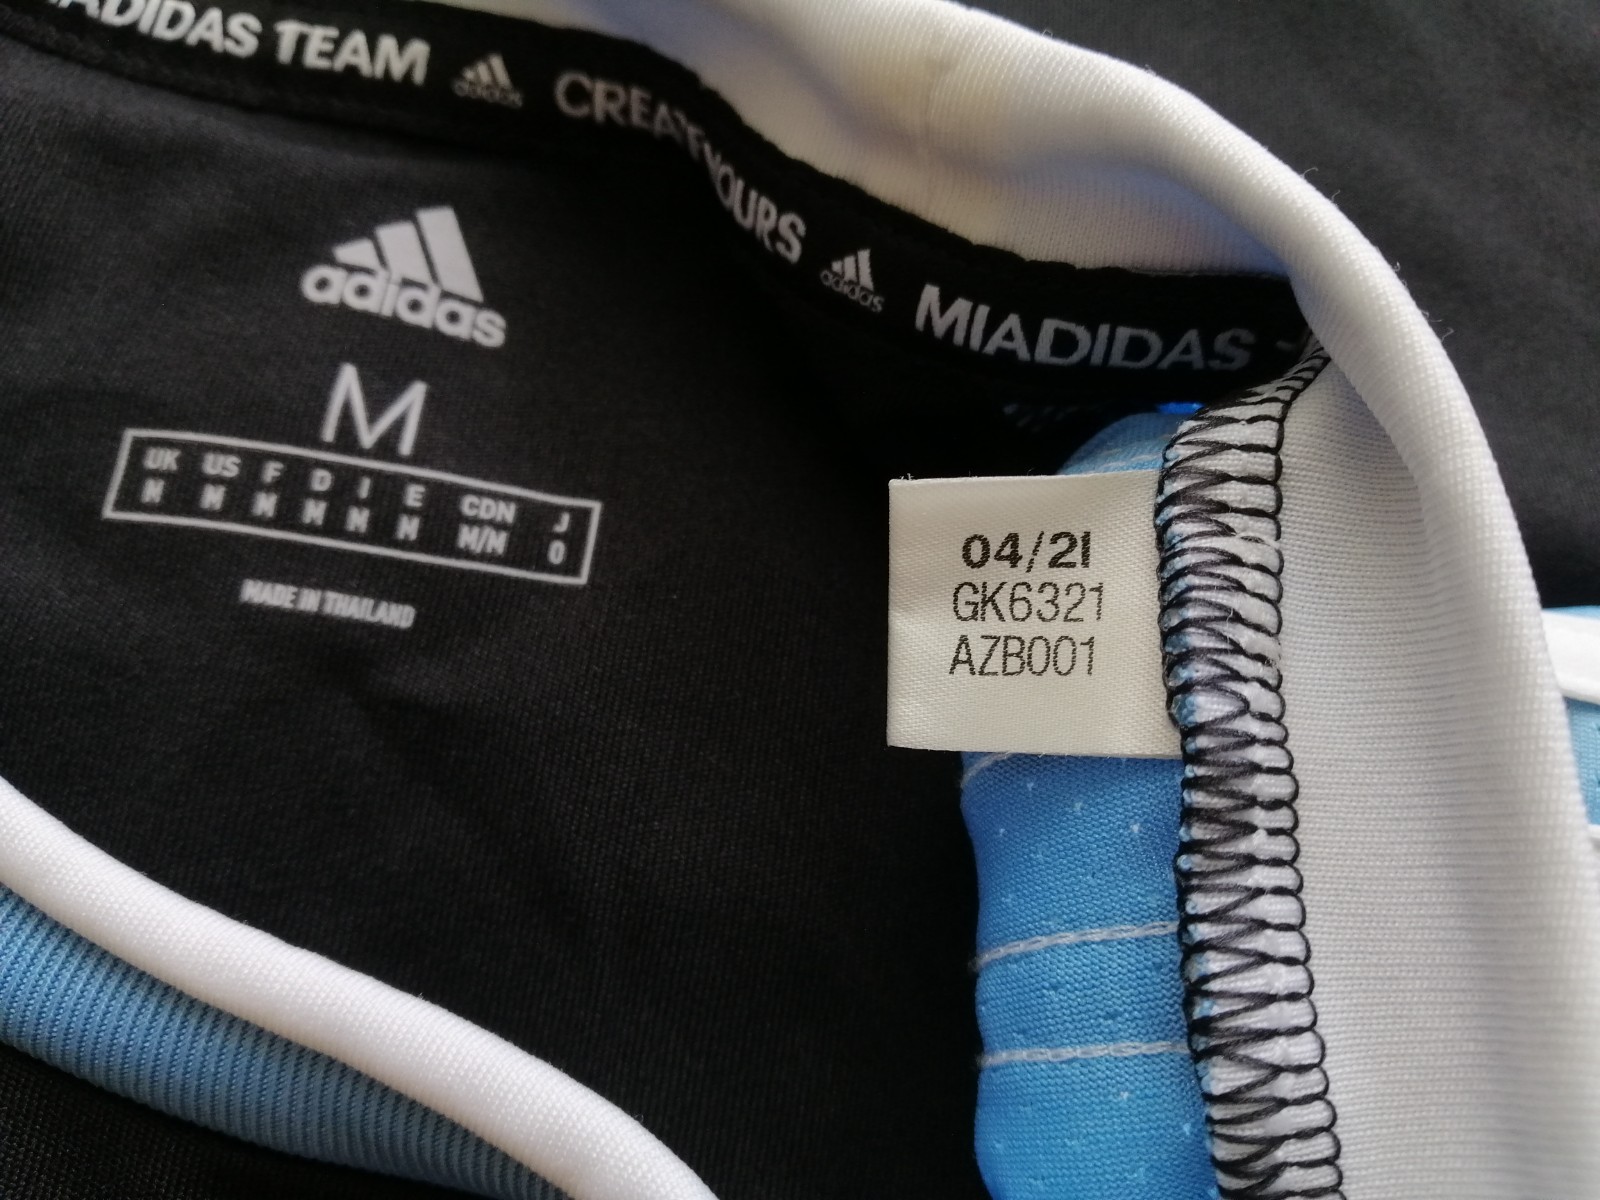 MIADIDAS TEAM adidas CREATE YOURS adidas MIADIDAS
adidas
M
UK US F D I E CDN J
M M M M M M M/M O
MADE IN THAILAND
04/21
GK6321
AZB001